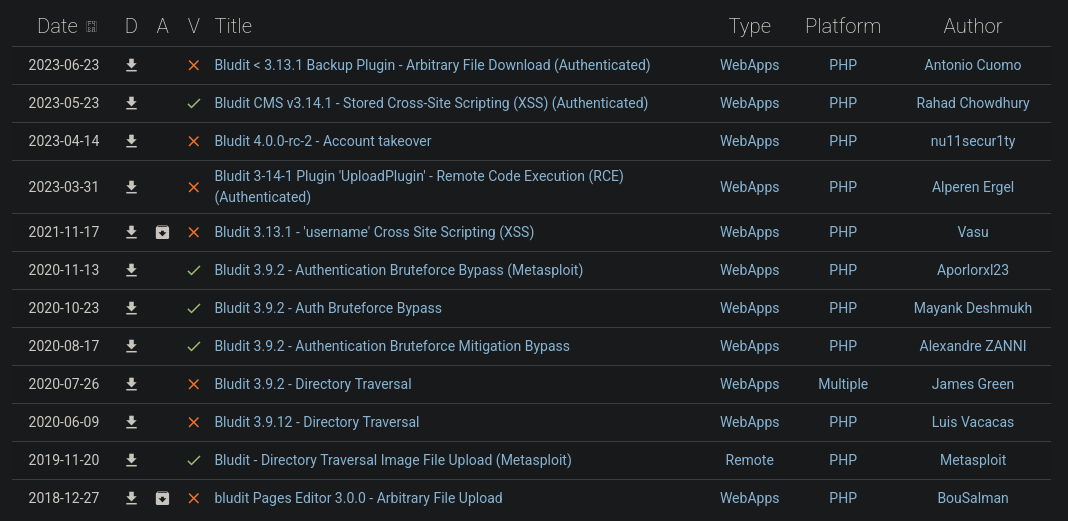 Date D A V Title Type Platform Author
2023-06-23 Bludit < 3.13.1 Backup Plugin - Arbitrary File Download (Authenticated) WebApps PHP Antonio Cuomo
2023-05-23 Bludit CMS v3.14.1 - Stored Cross-Site Scripting (XSS) (Authenticated) WebApps PHP Rahad Chowdhury
2023-04-14 Bludit 4.0.0-rc-2 - Account takeover WebApps PHP nu11secur1ty
2023-03-31 Bludit 3-14-1 Plugin 'UploadPlugin' - Remote Code Execution (RCE) (Authenticated) WebApps PHP Alperen Ergel
2021-11-17 Bludit 3.13.1 - 'username' Cross Site Scripting (XSS) WebApps PHP Vasu
2020-11-13 Bludit 3.9.2 - Authentication Bruteforce Bypass (Metasploit) WebApps PHP Aporlorxl23
2020-10-23 Bludit 3.9.2 - Auth Bruteforce Bypass WebApps PHP Mayank Deshmukh
2020-08-17 Bludit 3.9.2 - Authentication Bruteforce Mitigation Bypass WebApps PHP Alexandre ZANNI
2020-07-26 Bludit 3.9.2 - Directory Traversal WebApps Multiple James Green
2020-06-09 Bludit 3.9.12 - Directory Traversal WebApps PHP Luis Vacacas
2019-11-20 Bludit - Directory Traversal Image File Upload (Metasploit) Remote PHP Metasploit
2018-12-27 bludit Pages Editor 3.0.0 - Arbitrary File Upload WebApps PHP BouSalman